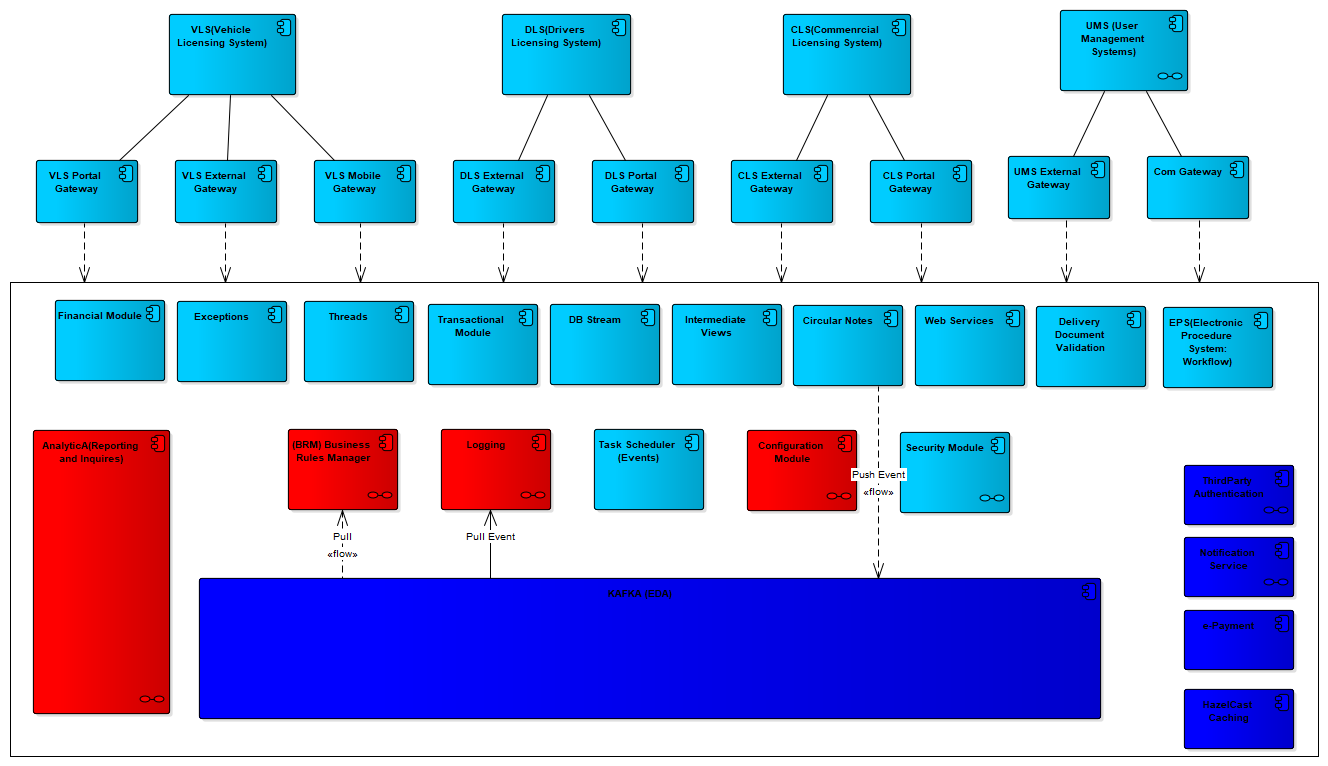 VLS(Vehicle
Licensing System)
DLS(Drivers
Licensing System)
CLS(Commenrcial
Licensing System)
UMS (User
Management
Systems)
VLS Portal
Gateway
VLS External
Gateway
VLS Mobile
Gateway
DLS External
Gateway
DLS Portal
Gateway
CLS External
Gateway
CLS Portal
Gateway
UMS External
Gateway
Com Gateway
Financial Module
Exceptions
Threads
Transactional
Module
DB Stream
Intermediate
Views
Circular Notes
Web Services
Delivery
Document
Validation
EPS(Electronic
Procedure
System:
Workflow)
AnalyticA(Reporting
and Inquires)
(BRM) Business
Rules Manager
Logging
Task Scheduler
(Events)
Configuration
Module
Push Event
«flow»
Security Module
ThirdParty
Authentication
Notification
Service
e-Payment
HazelCast
Caching
Pull
«flow»
Pull Event
KAFKA (EDA)